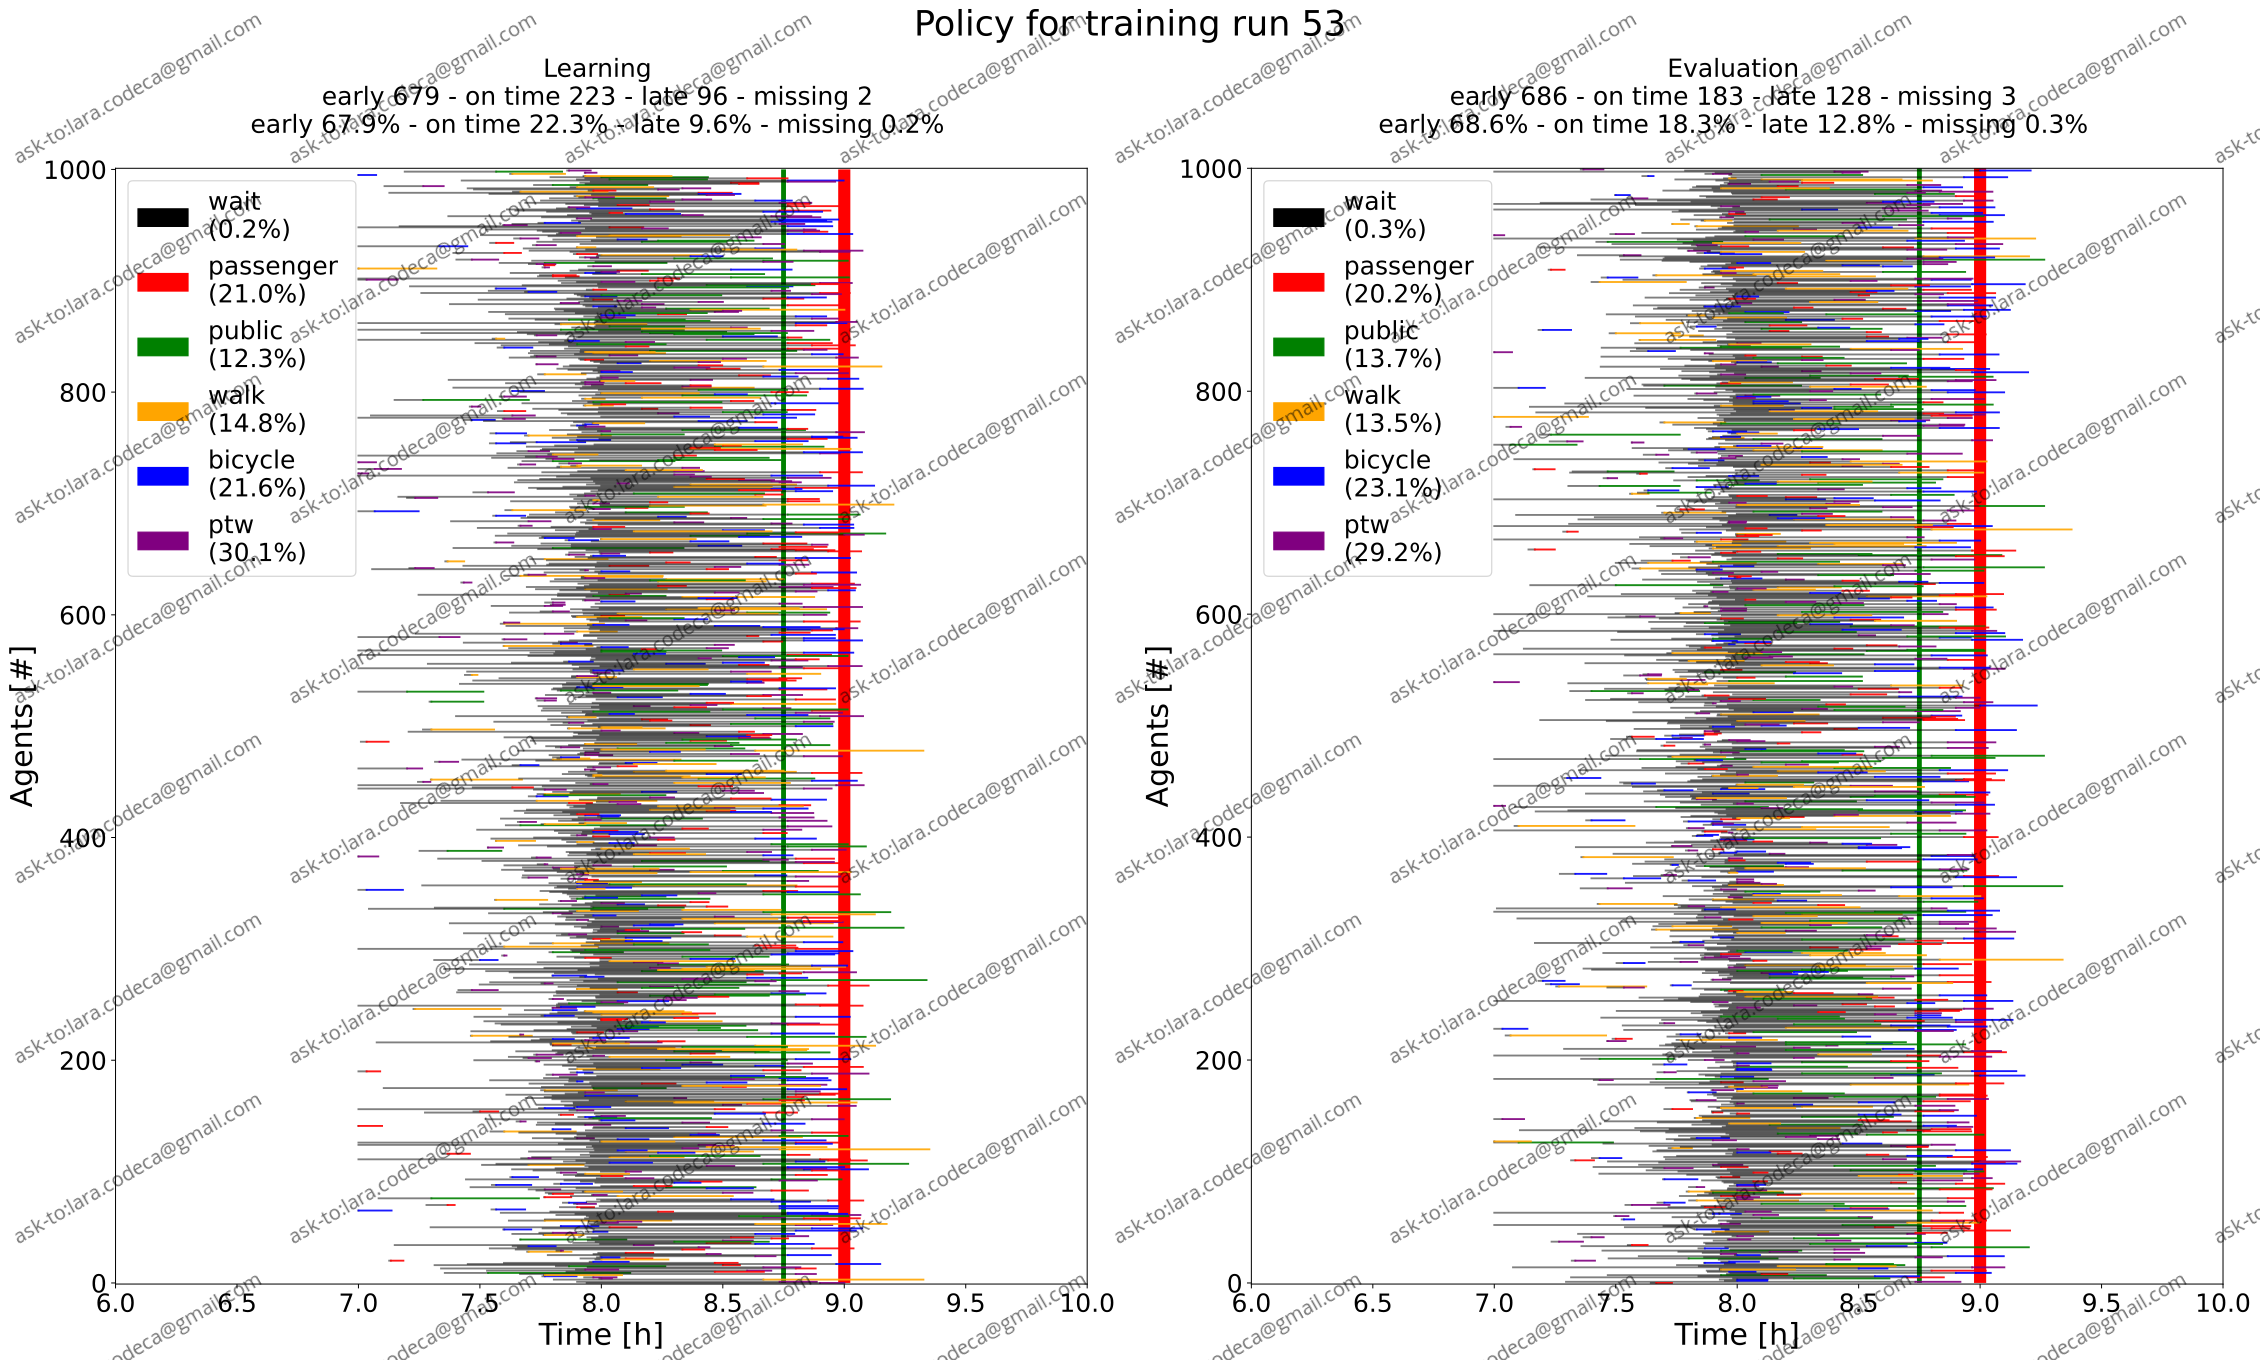 Policy for training run 53
Learning
early 679 - on time 223 - late 96 - missing 2
early 67.9% - on time 22.3% - late 9.6% - missing 0.2%
1000
800
600
400
200
0
Agents [#]
wait
(0.2%)
passenger
(21.0%)
public
(12.3%)
walk
(14.8%)
bicycle
(21.6%)
ptw
(30.1%)
6.0 6.5 7.0 7.5 8.0 8.5 9.0 9.5 10.0
Time [h]
Evaluation
early 686 - on time 183 - late 128 - missing 3
early 68.6% - on time 18.3% - late 12.8% - missing 0.3%
1000
800
600
400
200
0
Agents [#]
wait
(0.3%)
passenger
(20.2%)
public
(13.7%)
walk
(13.5%)
bicycle
(23.1%)
ptw
(29.2%)
6.0 6.5 7.0 7.5 8.0 8.5 9.0 9.5 10.0
Time [h]
ask-to:lara.codeca@gmail.com